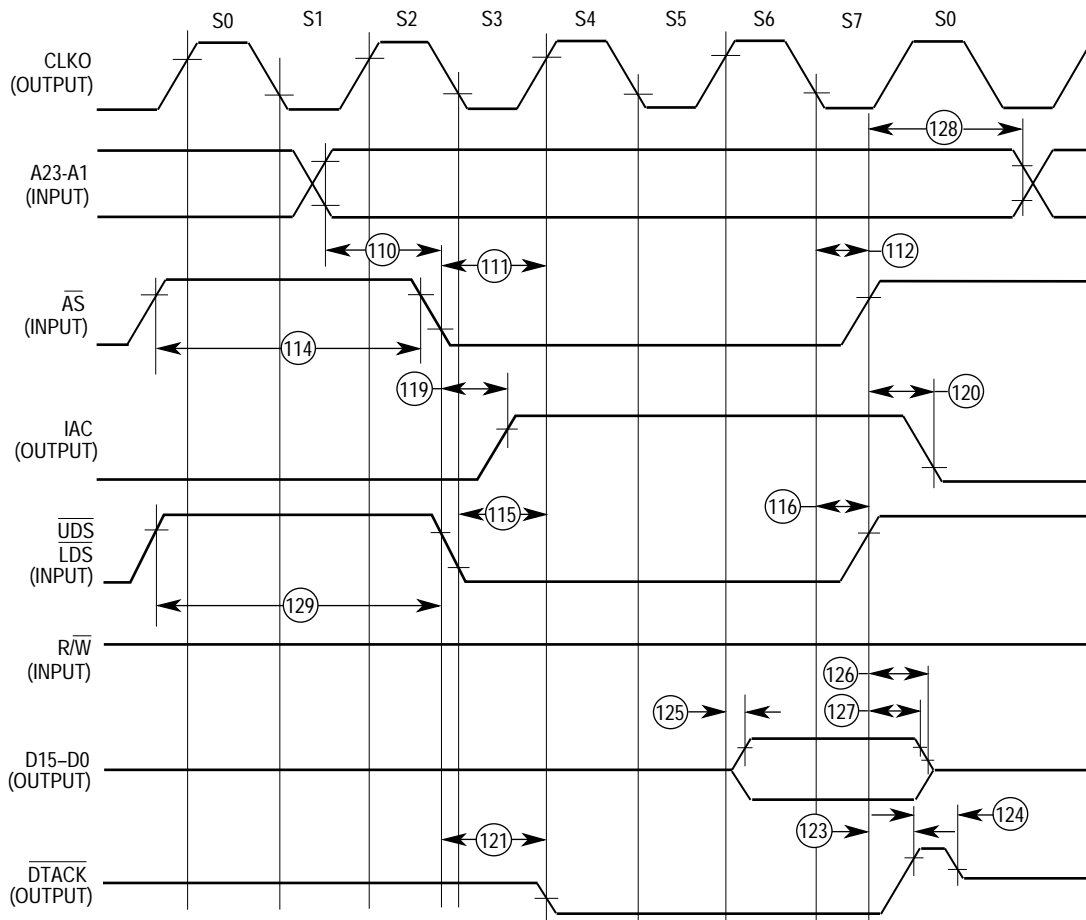 S0 S1 S2 S3 S4 S5 S6 S7 S0
CLKO
(OUTPUT)
128
A23-A1
(INPUT)
110 111 112
AS
(INPUT)
114
119 120
IAC
(OUTPUT)
115 116
UDS
LDS
(INPUT)
129
R/W
(INPUT)
126
125 127
D15–D0
(OUTPUT)
121 123 124
DTACK
(OUTPUT)